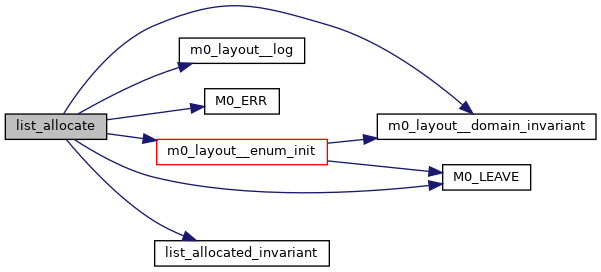 m0_layout__log
M0_ERR
list_allocate
m0_layout__domain_invariant
m0_layout__enum_init
M0_LEAVE
list_allocated_invariant